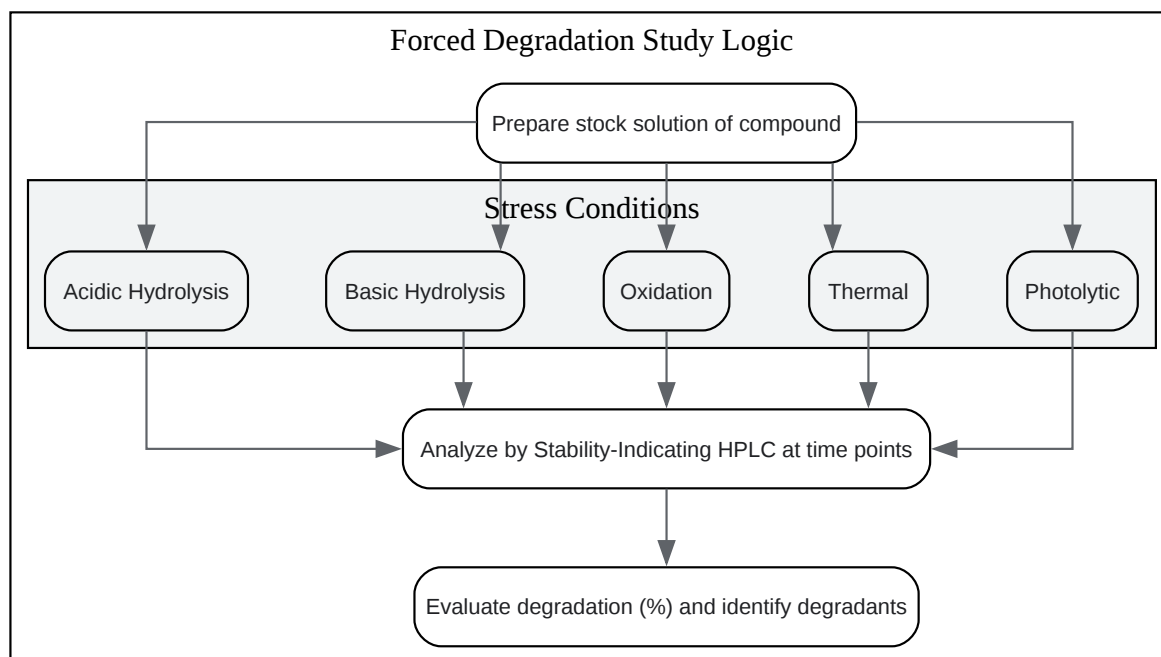 Forced Degradation Study Logic
Prepare stock solution of compound
Stress Conditions
Acidic Hydrolysis
Basic Hydrolysis
Oxidation
Thermal
Photolytic
Analyze by Stability-Indicating HPLC at time points
Evaluate degradation (%) and identify degradants